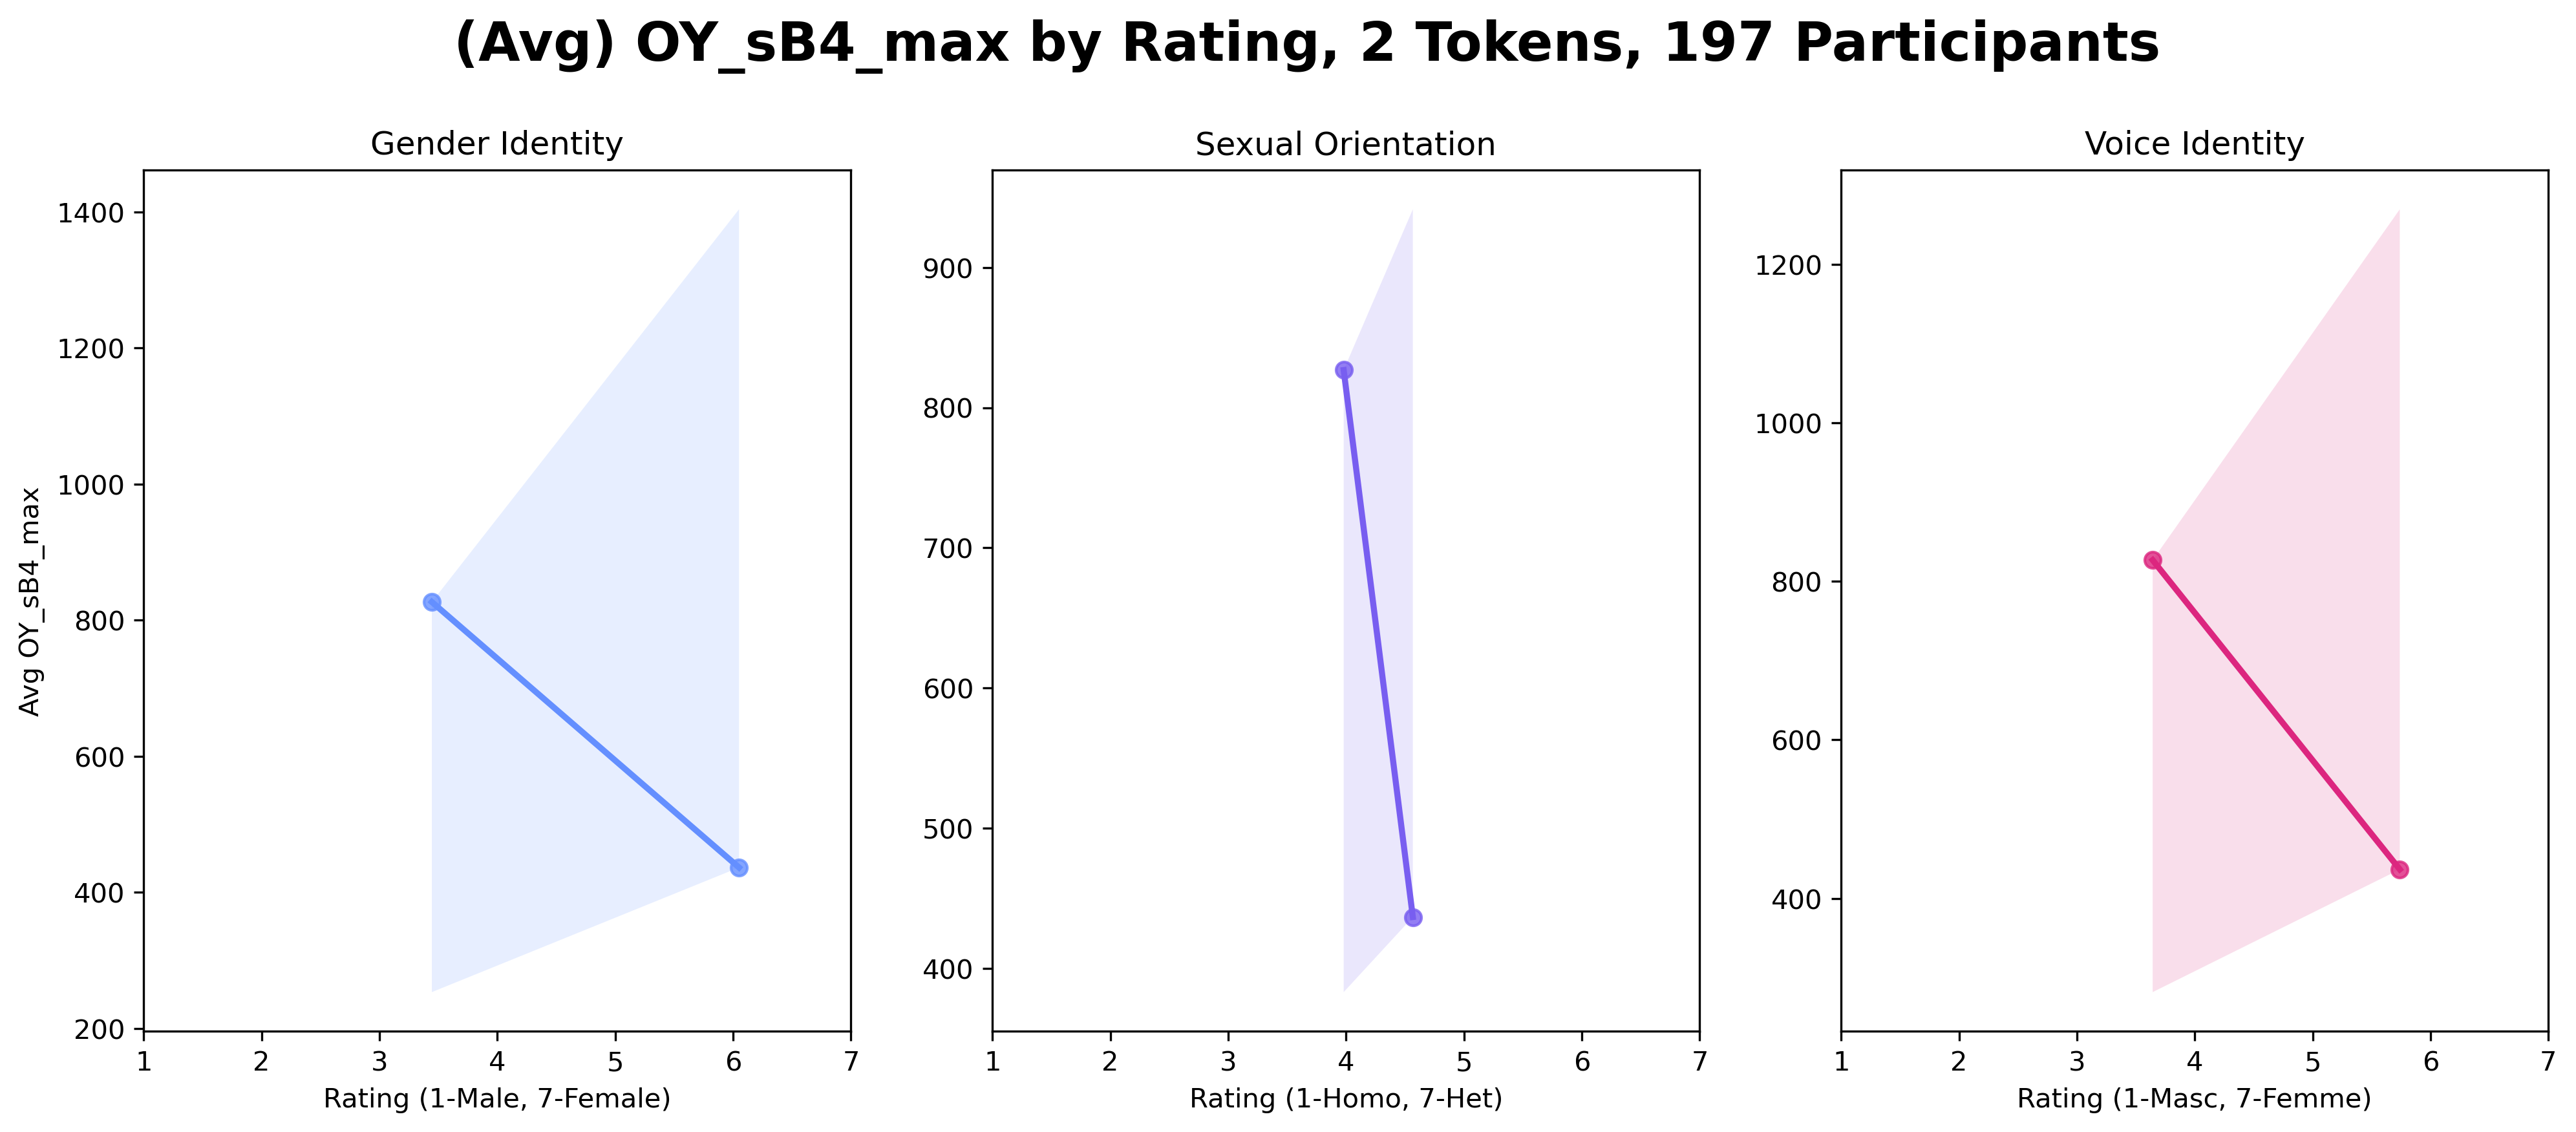 (Avg) OY_sB4_max by Rating, 2 Tokens, 197 Participants
Gender Identity
Sexual Orientation
Voice Identity
Avg OY_sB4_max
1400
1200
1000
800
600
400
200
1 2 3 4 5 6 7
Rating (1-Male, 7-Female)
900
800
700
600
500
400
1 2 3 4 5 6 7
Rating (1-Homo, 7-Het)
1200
1000
800
600
400
1 2 3 4 5 6 7
Rating (1-Masc, 7-Femme)